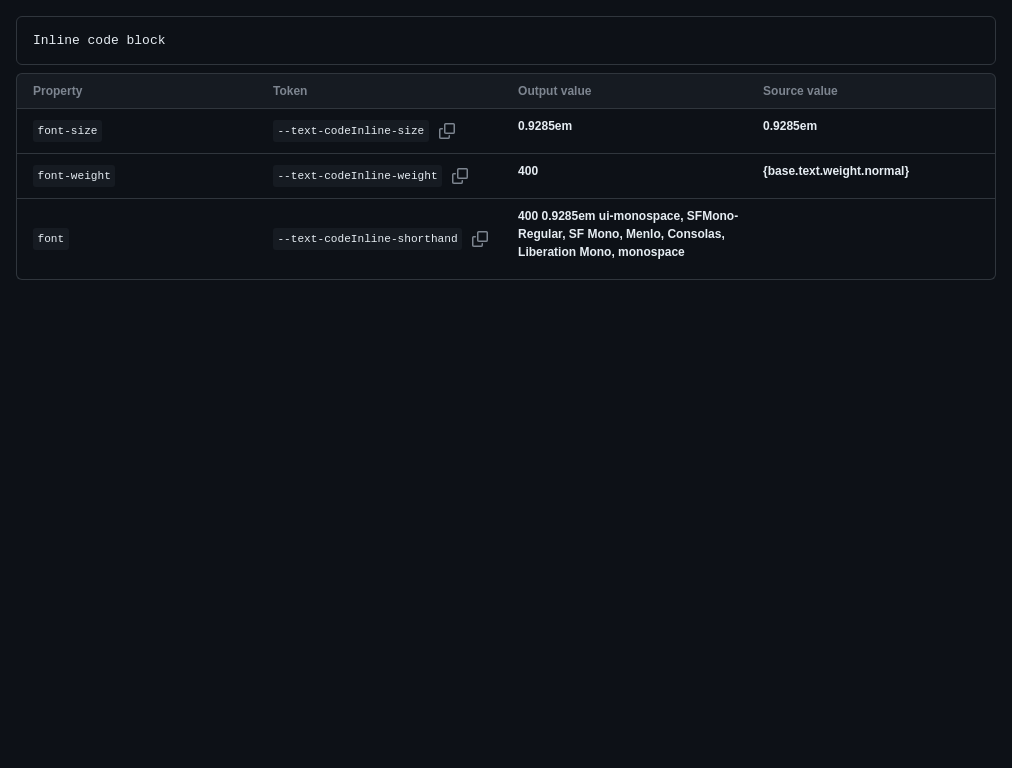 Inline code block
Property Token Output value Source value
font-size --text-codeInline-size 0.9285em 0.9285em
font-weight --text-codeInline-weight 400 {base.text.weight.normal}
font --text-codeInline-shorthand 400 0.9285em ui-monospace, SFMono-
Regular, SF Mono, Menlo, Consolas,
Liberation Mono, monospace